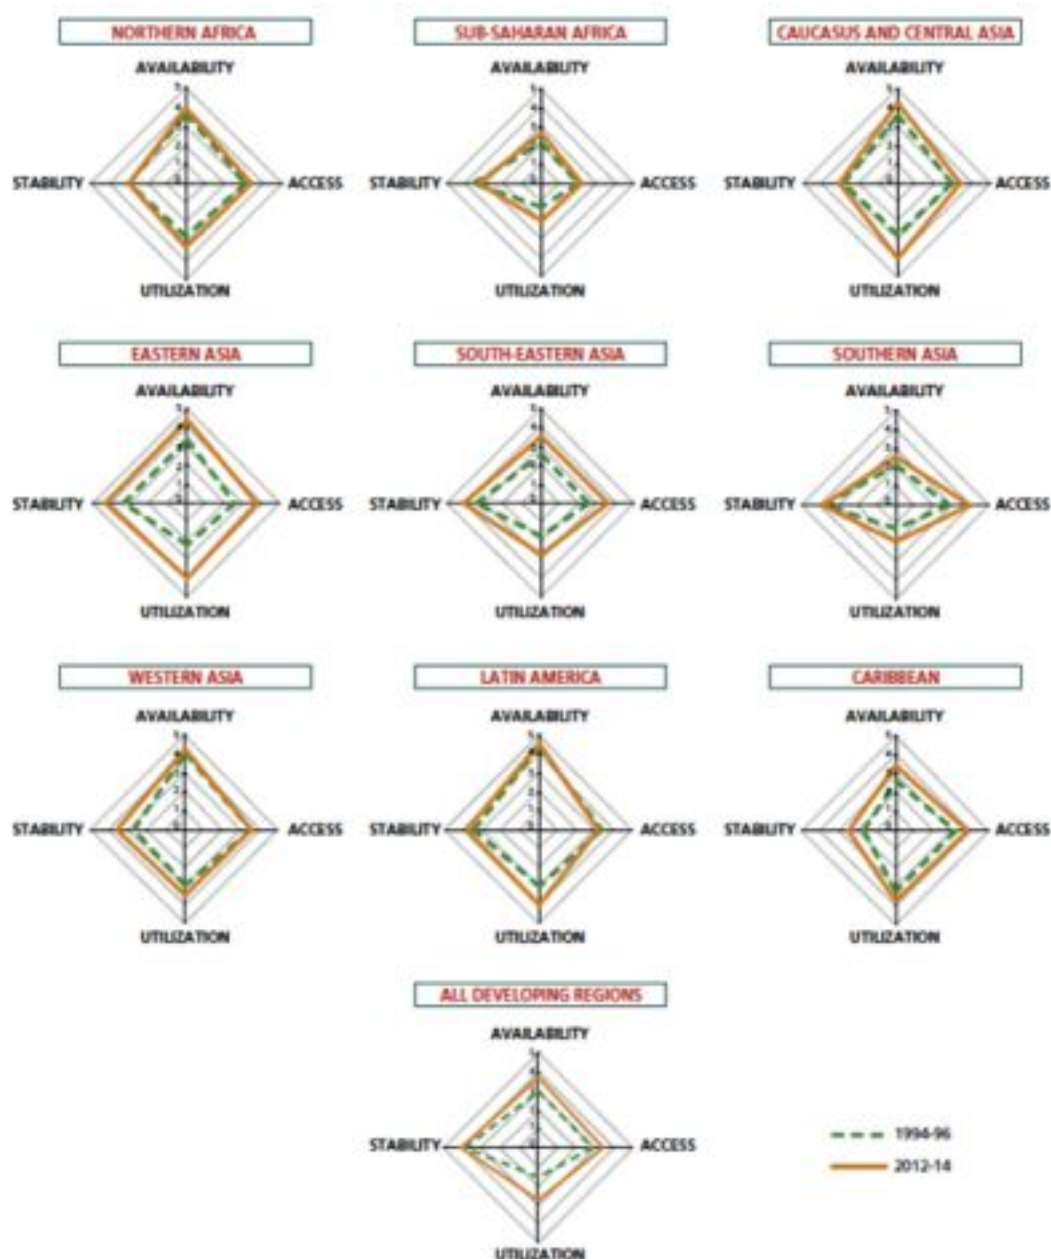 NORTHERN AFRICA
AVAILABILITY
STABILITY
ACCESS
UTILIZATION
SUB-SAHARAN AFRICA
AVAILABILITY
STABILITY
ACCESS
UTILIZATION
CAUCASUS AND CENTRAL ASIA
AVAILABILITY
STABILITY
ACCESS
UTILIZATION
EASTERN ASIA
AVAILABILITY
STABILITY
ACCESS
UTILIZATION
SOUTH-EASTERN ASIA
AVAILABILITY
STABILITY
ACCESS
UTILIZATION
SOUTHERN ASIA
AVAILABILITY
STABILITY
ACCESS
UTILIZATION
WESTERN ASIA
AVAILABILITY
STABILITY
ACCESS
UTILIZATION
LATIN AMERICA
AVAILABILITY
STABILITY
ACCESS
UTILIZATION
CARIBBEAN
AVAILABILITY
STABILITY
ACCESS
UTILIZATION
ALL DEVELOPING REGIONS
AVAILABILITY
STABILITY
ACCESS
UTILIZATION
1994-96
2012-14